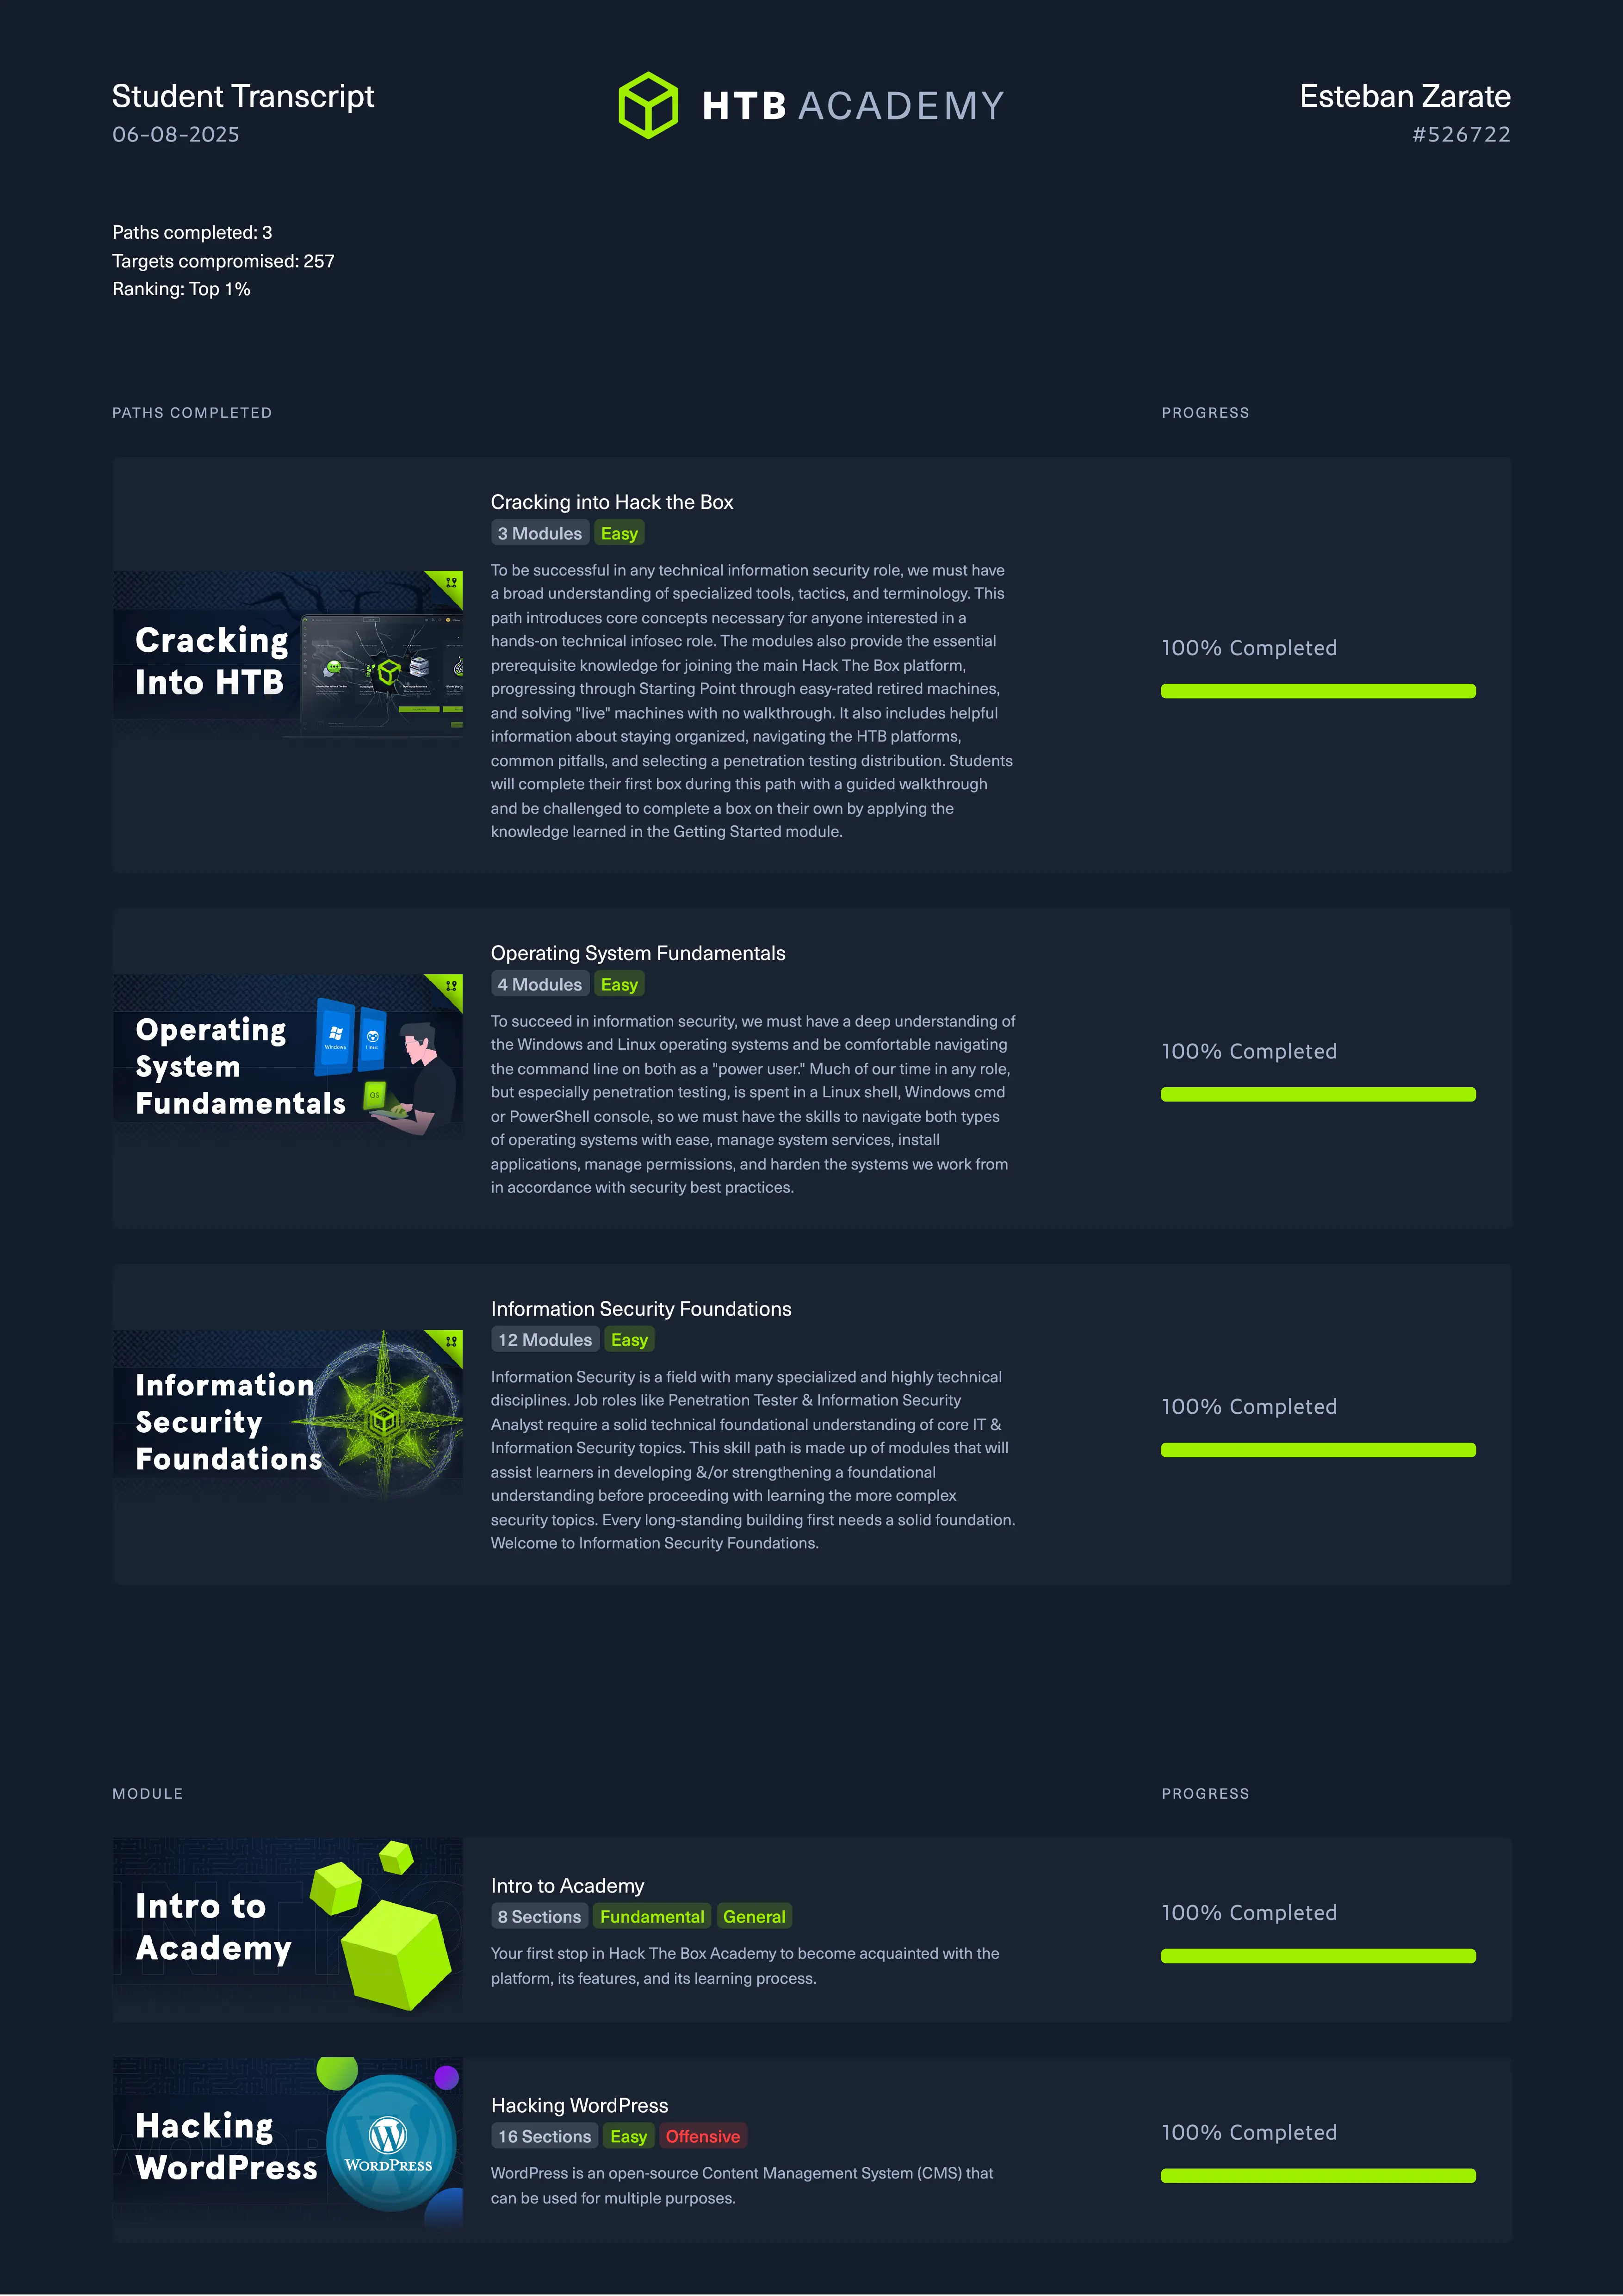 Student Transcript
06-08-2025
HTB ACADEMY
Esteban Zarate
#526722
Paths completed: 3
Targets compromised: 257
Ranking: Top 1%
PATHS COMPLETED
PROGRESS
Cracking
Into HTB
Cracking into Hack the Box
3 Modules Easy
To be successful in any technical information security role, we must have
a broad understanding of specialized tools, tactics, and terminology. This
path introduces core concepts necessary for anyone interested in a
hands-on technical infosec role. The modules also provide the essential
prerequisite knowledge for joining the main Hack The Box platform,
progressing through Starting Point through easy-rated retired machines,
and solving "live" machines with no walkthrough. It also includes helpful
information about staying organized, navigating the HTB platforms,
common pitfalls, and selecting a penetration testing distribution. Students
will complete their first box during this path with a guided walkthrough
and be challenged to complete a box on their own by applying the
knowledge learned in the Getting Started module.
100% Completed
Operating
System
Fundamentals
Windows
Linux
OS
Operating System Fundamentals
4 Modules Easy
To succeed in information security, we must have a deep understanding of
the Windows and Linux operating systems and be comfortable navigating
the command line on both as a "power user." Much of our time in any role,
but especially penetration testing, is spent in a Linux shell, Windows cmd
or PowerShell console, so we must have the skills to navigate both types
of operating systems with ease, manage system services, install
applications, manage permissions, and harden the systems we work from
in accordance with security best practices.
100% Completed
Information
Security
Foundations
Information Security Foundations
12 Modules Easy
Information Security is a field with many specialized and highly technical
disciplines. Job roles like Penetration Tester & Information Security
Analyst require a solid technical foundational understanding of core IT &
Information Security topics. This skill path is made up of modules that will
assist learners in developing &/or strengthening a foundational
understanding before proceeding with learning the more complex
security topics. Every long-standing building first needs a solid foundation.
Welcome to Information Security Foundations.
100% Completed
MODULE
PROGRESS
Intro to
Academy
Intro to Academy
8 Sections Fundamental General
Your first stop in Hack The Box Academy to become acquainted with the
platform, its features, and its learning process.
100% Completed
Hacking
WordPress
WORDPRESS
Hacking WordPress
16 Sections Easy Offensive
WordPress is an open-source Content Management System (CMS) that
can be used for multiple purposes.
100% Completed